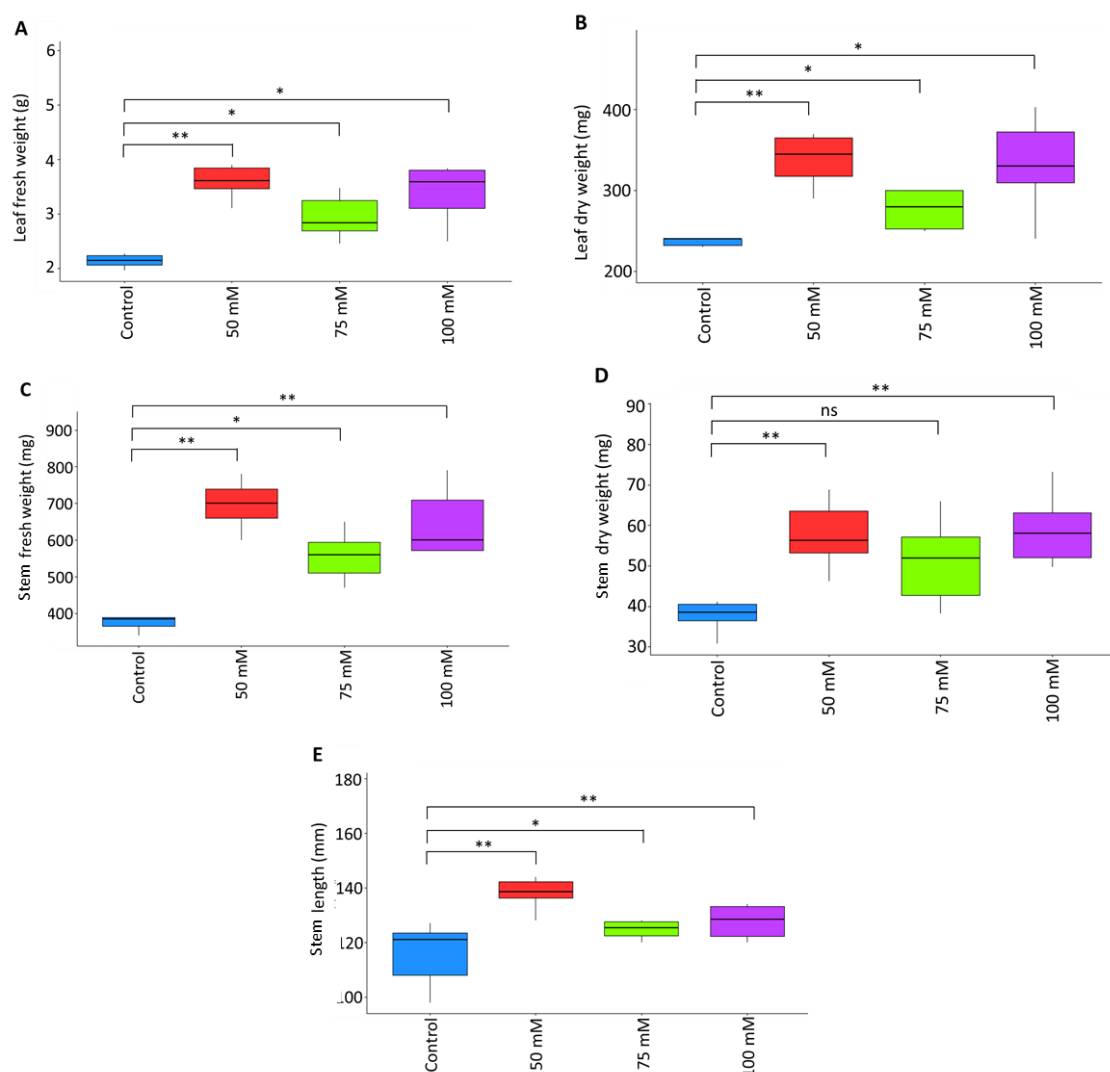 A
Leaf fresh weight (g)
6
5
4
3
2
*
*
**
Control
50 mM
75 mM
100 mM
B
Leaf dry weight (mg)
400
300
200
*
*
**
Control
50 mM
75 mM
100 mM
C
Stem fresh weight (mg)
900
800
700
600
500
400
**
*
**
Control
50 mM
75 mM
100 mM
D
Stem dry weight (mg)
90
80
70
60
50
40
30
**
ns
**
Control
50 mM
75 mM
100 mM
E
Stem length (mm)
180
160
140
120
100
**
*
**
Control
50 mM
75 mM
100 mM